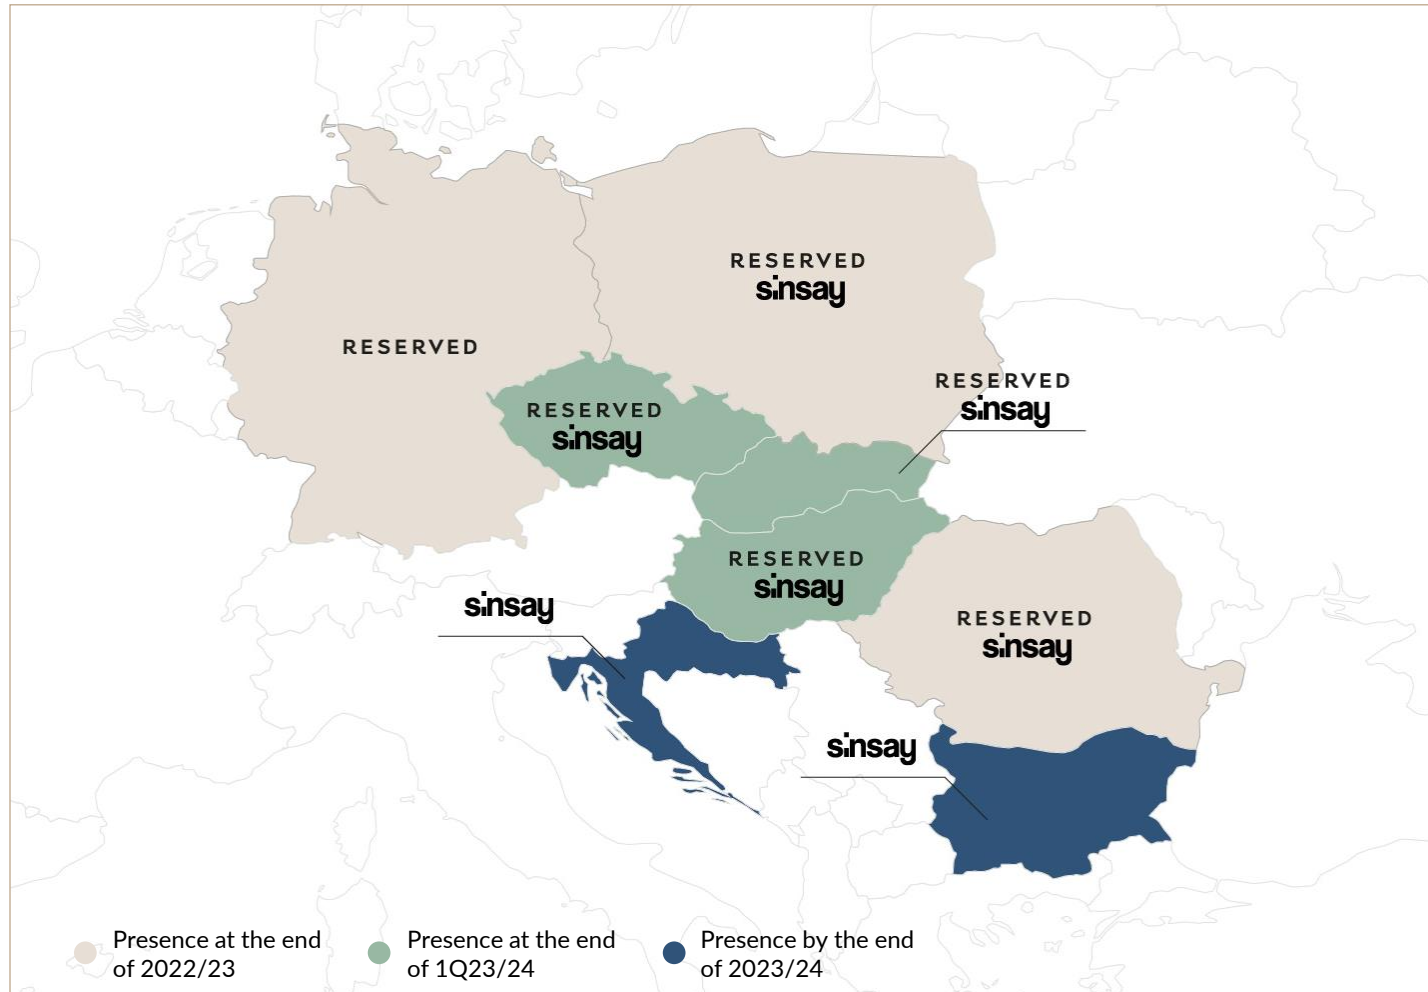 RESERVED
sinsay
RESERVED
RESERVED
sinsay
RESERVED
sinsay
RESERVED
sinsay
sinsay
RESERVED
sinsay
sinsay
Presence at the end
of 2022/23
Presence at the end
of 1Q23/24
Presence by the end
of 2023/24